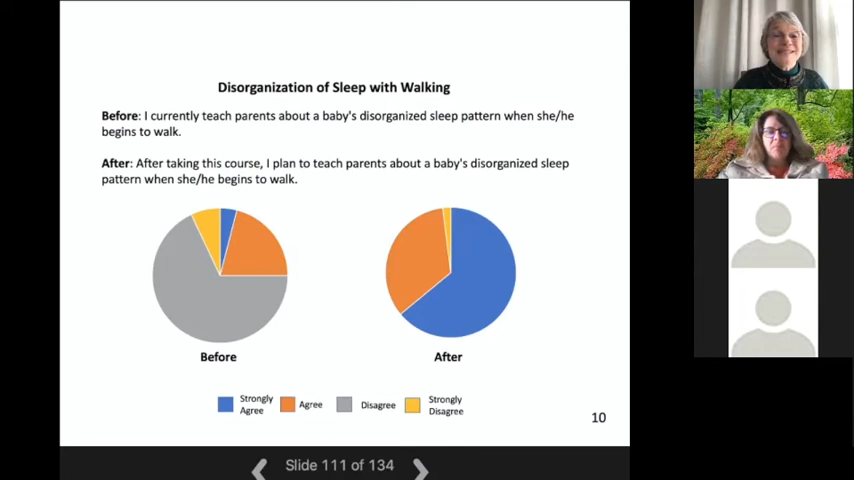 Disorganization of Sleep with Walking
Before: I currently teach parents about a baby's disorganized sleep pattern when she/he
begins to walk.
After: After taking this course, I plan to teach parents about a baby's disorganized sleep
pattern when she/he begins to walk.
Before
After
Strongly
Agree
Agree
Disagree
Strongly
Disagree
10
Slide 111 of 134